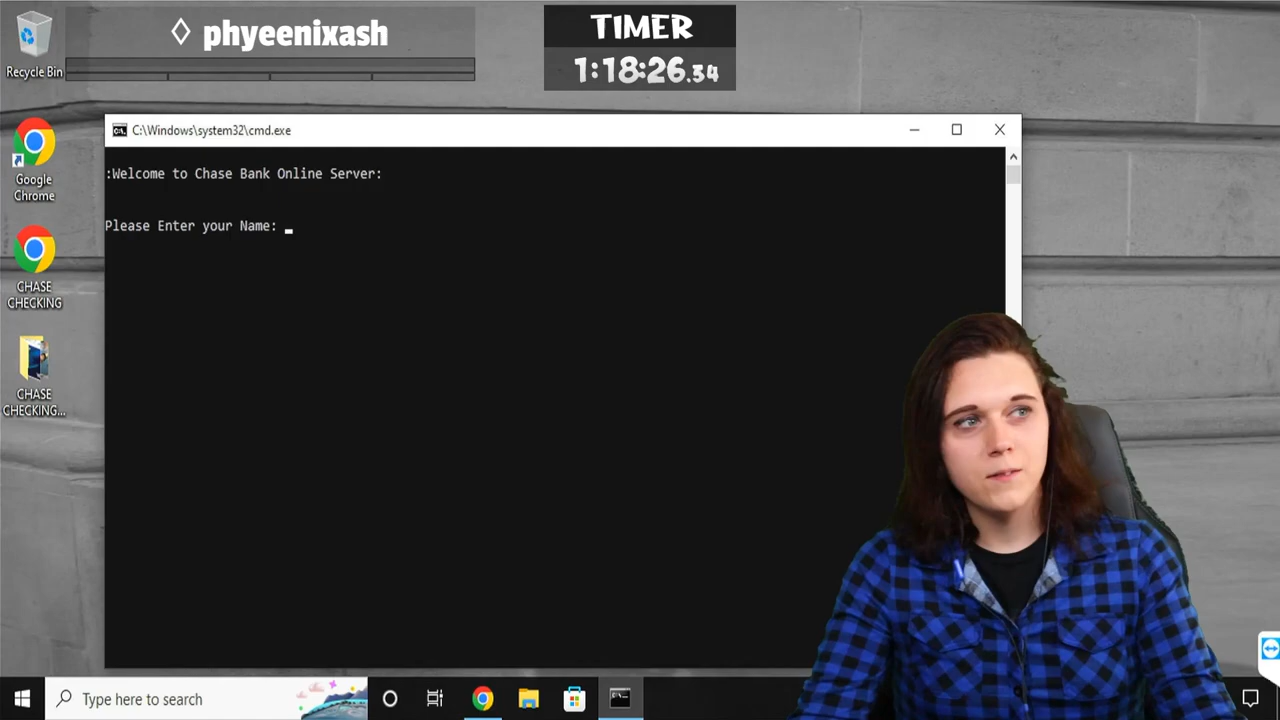 phyeenixash
TIMER
1:18:26.34
Recycle Bin
C:\Windows\system32\cmd.exe
:Welcome to Chase Bank Online Server:
Please Enter your Name:
Google
Chrome
CHASE
CHECKING
CHASE
CHECKING...
Type here to search